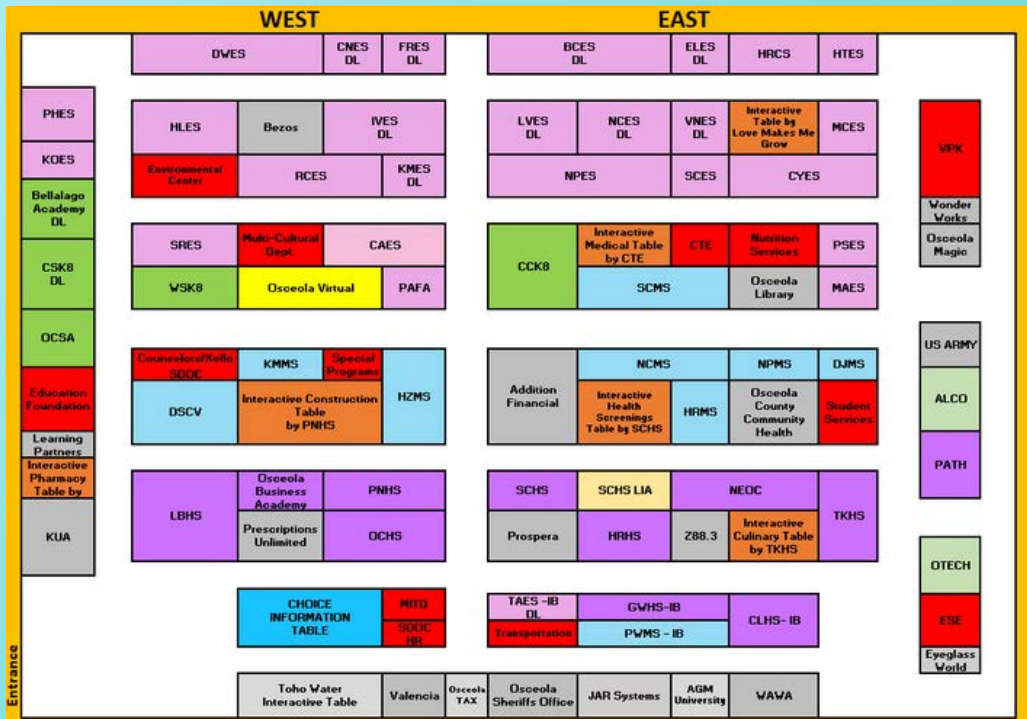 WEST
EAST
DWES
CNES
DL
FRES
DL
BCES
DL
ELES
DL
HRCS
HTES
PHES
KOES
Bellalago
Academy
DL
CSK8
DL
OCSA
Education
Foundation
Learning
Partners
Interactive
Pharmacy
Table by
KUA
HLES
Bezos
IVES
DL
Environmental
Center
RCES
KMES
DL
LVES
DL
NCES
DL
VNES
DL
Interactive
Table by
Love Makes Me
Grow
MCES
NPES
SCES
CYES
VPK
Wonder
Works
Osceola
Magic
SRES
Multi-Cultural
Dept.
CAES
WSK8
Osceola Virtual
PAFA
CCK8
Interactive
Medical Table
by CTE
CTE
Nutrition
Services
PSES
SCMS
Osceola
Library
MAES
Counselors/Xello
SDOC
KMMS
Special
Programs
HZMS
DSCV
Interactive Construction
Table
by PNHS
Addition
Financial
NCMS
NPMS
DJMS
Interactive
Health
Screenings
Table by SCHS
HRMS
Osceola
County
Community
Health
Student
Services
US ARMY
ALCO
PATH
LBHS
Osceola
Business
Academy
PNHS
Prescriptions
Unlimited
OCHS
SCHS
SCHS LIA
NEOC
TKHS
Prospera
HRHS
Z88.3
Interactive
Culinary Table
by TKHS
OTECH
ESE
Eyeglass
World
CHOICE
INFORMATION
TABLE
MITD
SDOC
HR
TAES -IB
DL
GWHS-IB
CLHS- IB
Transportation
PWMS - IB
Entrance
Toho Water
Interactive Table
Valencia
Osceola
TAX
Osceola
Sheriffs Office
JAR Systems
AGM
University
WAWA